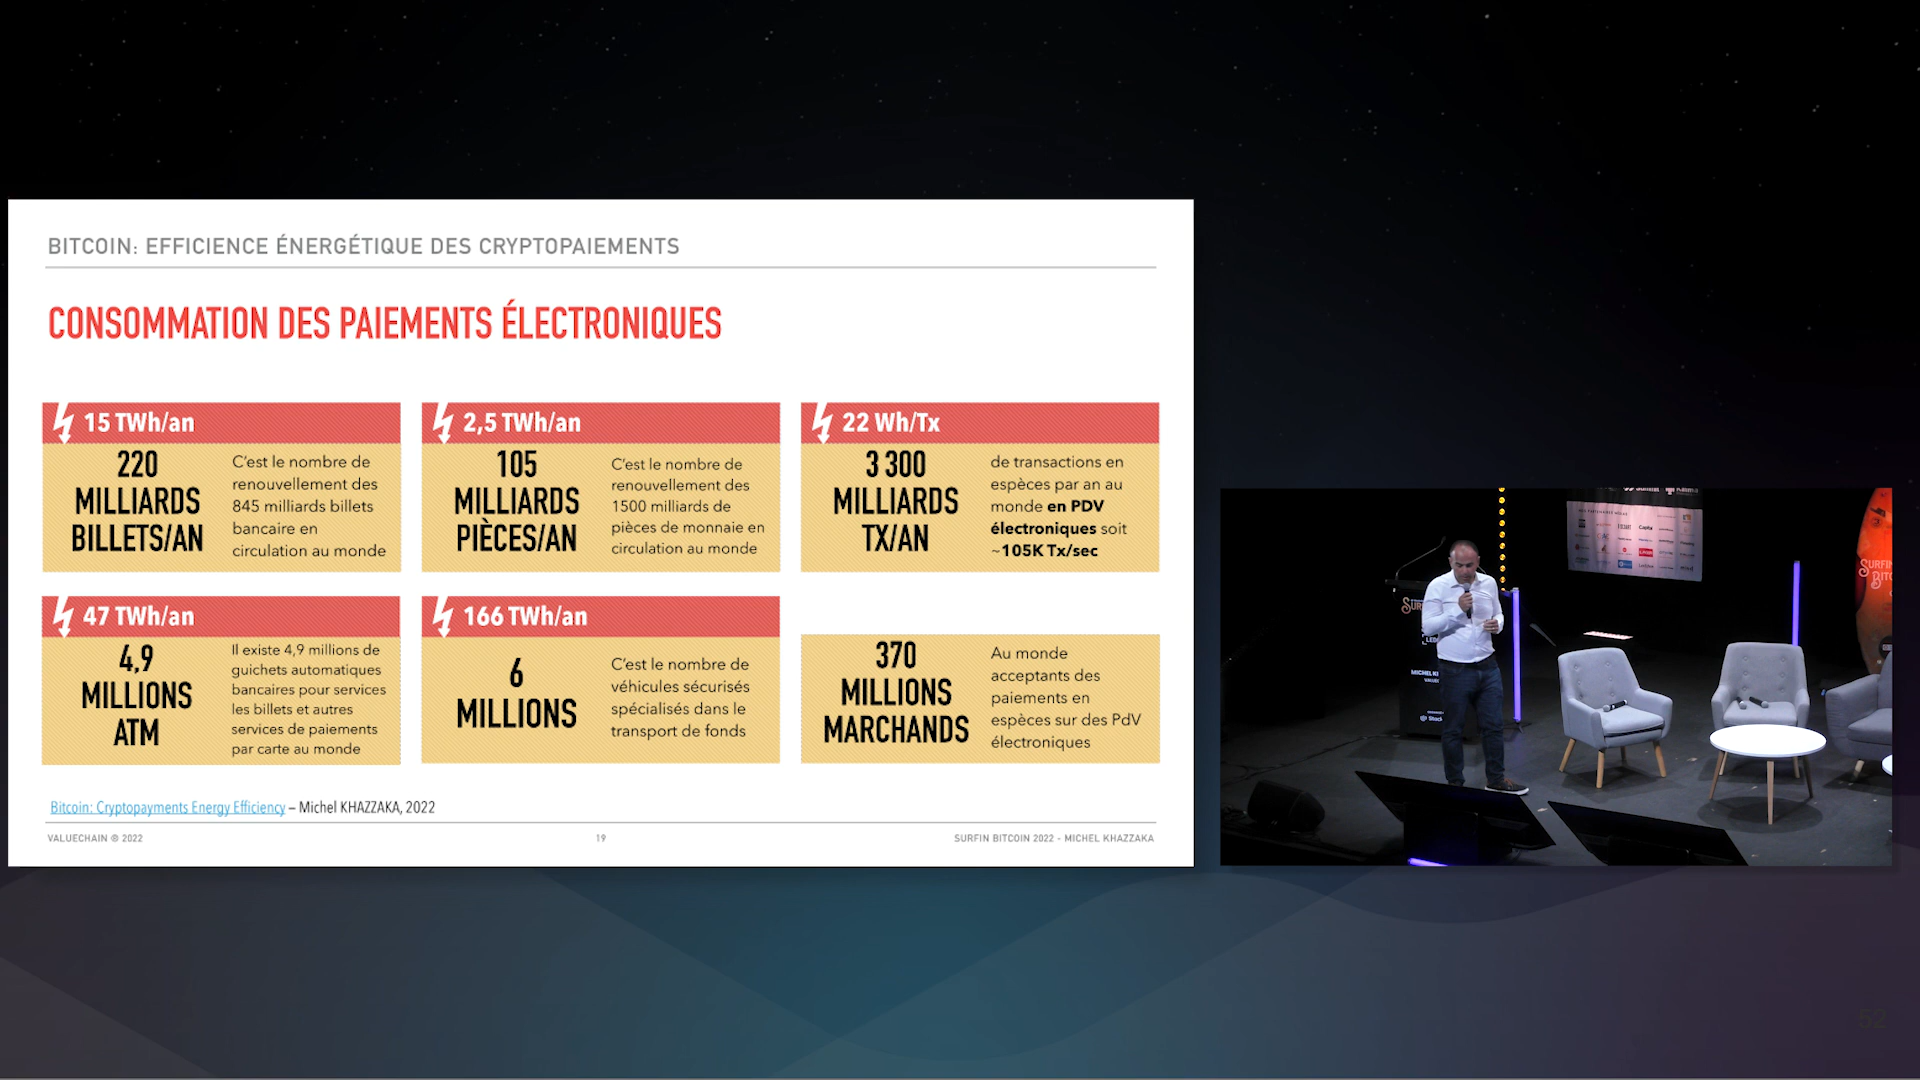 BITCOIN: EFFICIENCE ÉNERGÉTIQUE DES CRYPTOPAIEMENTS
CONSOMMATION DES PAIEMENTS ÉLECTRONIQUES
15 TWh/an
220
MILLIARDS
BILLETS/AN
C’est le nombre de
renouvellement des
845 milliards billets
bancaire en
circulation au monde
2,5 TWh/an
105
MILLIARDS
PIÈCES/AN
C’est le nombre de
renouvellement des
1500 milliards de
pièces de monnaie en
circulation au monde
22 Wh/Tx
3 300
MILLIARDS
TX/AN
de transactions en
espèces par an au
monde en PDV
électroniques soit
~105K Tx/sec
47 TWh/an
4,9
MILLIONS
ATM
Il existe 4,9 millions de
guichets automatiques
bancaires pour services
les billets et autres
services de paiements
par carte au monde
166 TWh/an
6
MILLIONS
C’est le nombre de
véhicules sécurisés
spécialisés dans le
transport de fonds
370
MILLIONS
MARCHANDS
Au monde
acceptants des
paiements en
espèces sur des PdV
électroniques
Bitcoin: Cryptopayments Energy Efficiency – Michel KHAZZAKA, 2022
VALUECHAIN © 2022
19
SURFIN BITCOIN 2022 - MICHEL KHAZZAKA
52